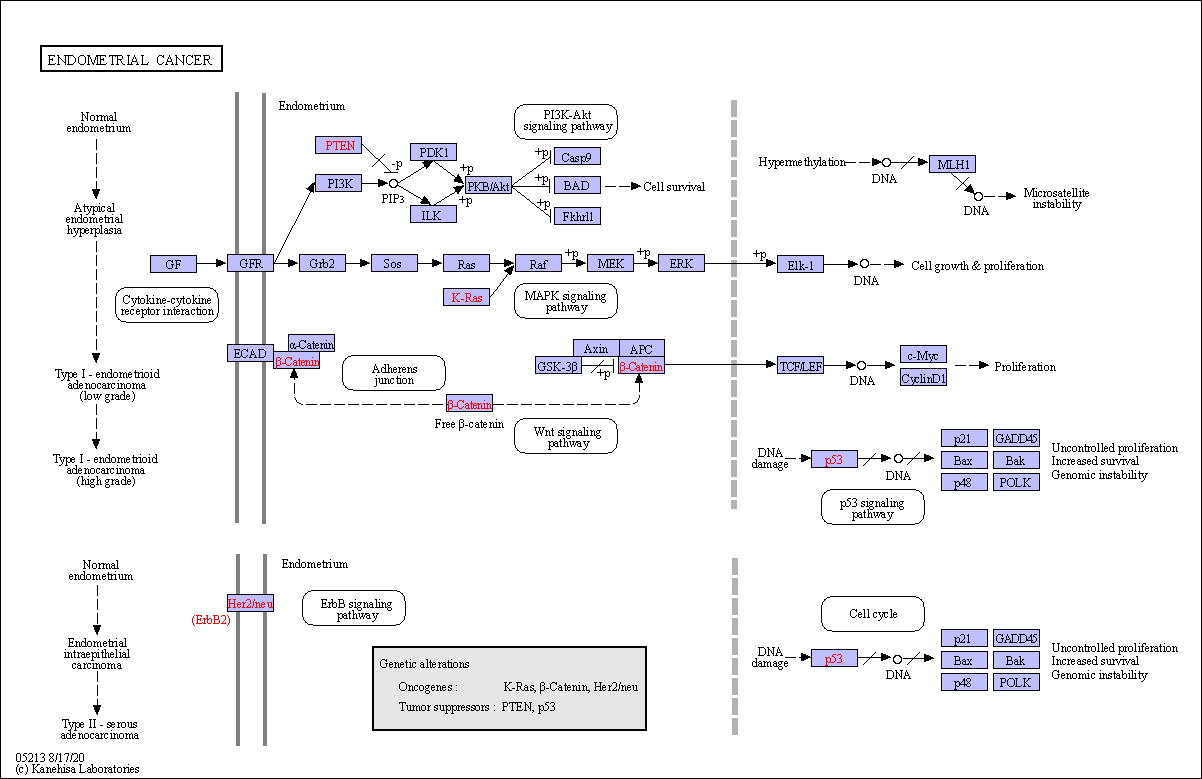 ENDOMETRIAL CANCER
Normal
endometrium
Atypical
endometrial
hyperplasia
Type I - endometrioid
adenocarcinoma
(low grade)
Type I - endometrioid
adenocarcinoma
(high grade)
Endometrium
PTEN
PI3K
-p
PIP3
PDK1
ILK
+p
+p
PKB/Akt
PI3K-Akt
signaling pathway
+p
+p
+p
Casp9
BAD
Fkhrl1
Cell survival
Hypermethylation
DNA
MLH1
DNA
Microsatellite
instability
GF
GFR
Grb2
Sos
Ras
K-Ras
Raf
+p
MEK
+p
ERK
+p
Elk-1
DNA
Cell growth & proliferation
Cytokine-cytokine
receptor interaction
MAPK signaling
pathway
ECAD
α-Catenin
β-Catenin
Adherens
junction
Axin
APC
GSK-3β
β-Catenin
+p
β-Catenin
Free β-catenin
Wnt signaling
pathway
TCF/LEF
DNA
c-Myc
CyclinD1
Proliferation
DNA
damage
p53
DNA
p21
GADD45
Bax
Bak
p48
POLK
Uncontrolled proliferation
Increased survival
Genomic instability
p53 signaling
pathway
Normal
endometrium
Endometrial
intraepithelial
carcinoma
Type II - serous
adenocarcinoma
Endometrium
Her2/neu
(ErbB2)
ErbB signaling
pathway
Cell cycle
DNA
damage
p53
DNA
p21
GADD45
Bax
Bak
p48
POLK
Uncontrolled proliferation
Increased survival
Genomic instability
Genetic alterations
Oncogenes : K-Ras, β-Catenin, Her2/neu
Tumor suppressors : PTEN, p53
05213 8/17/20
(c) Kanehisa Laboratories